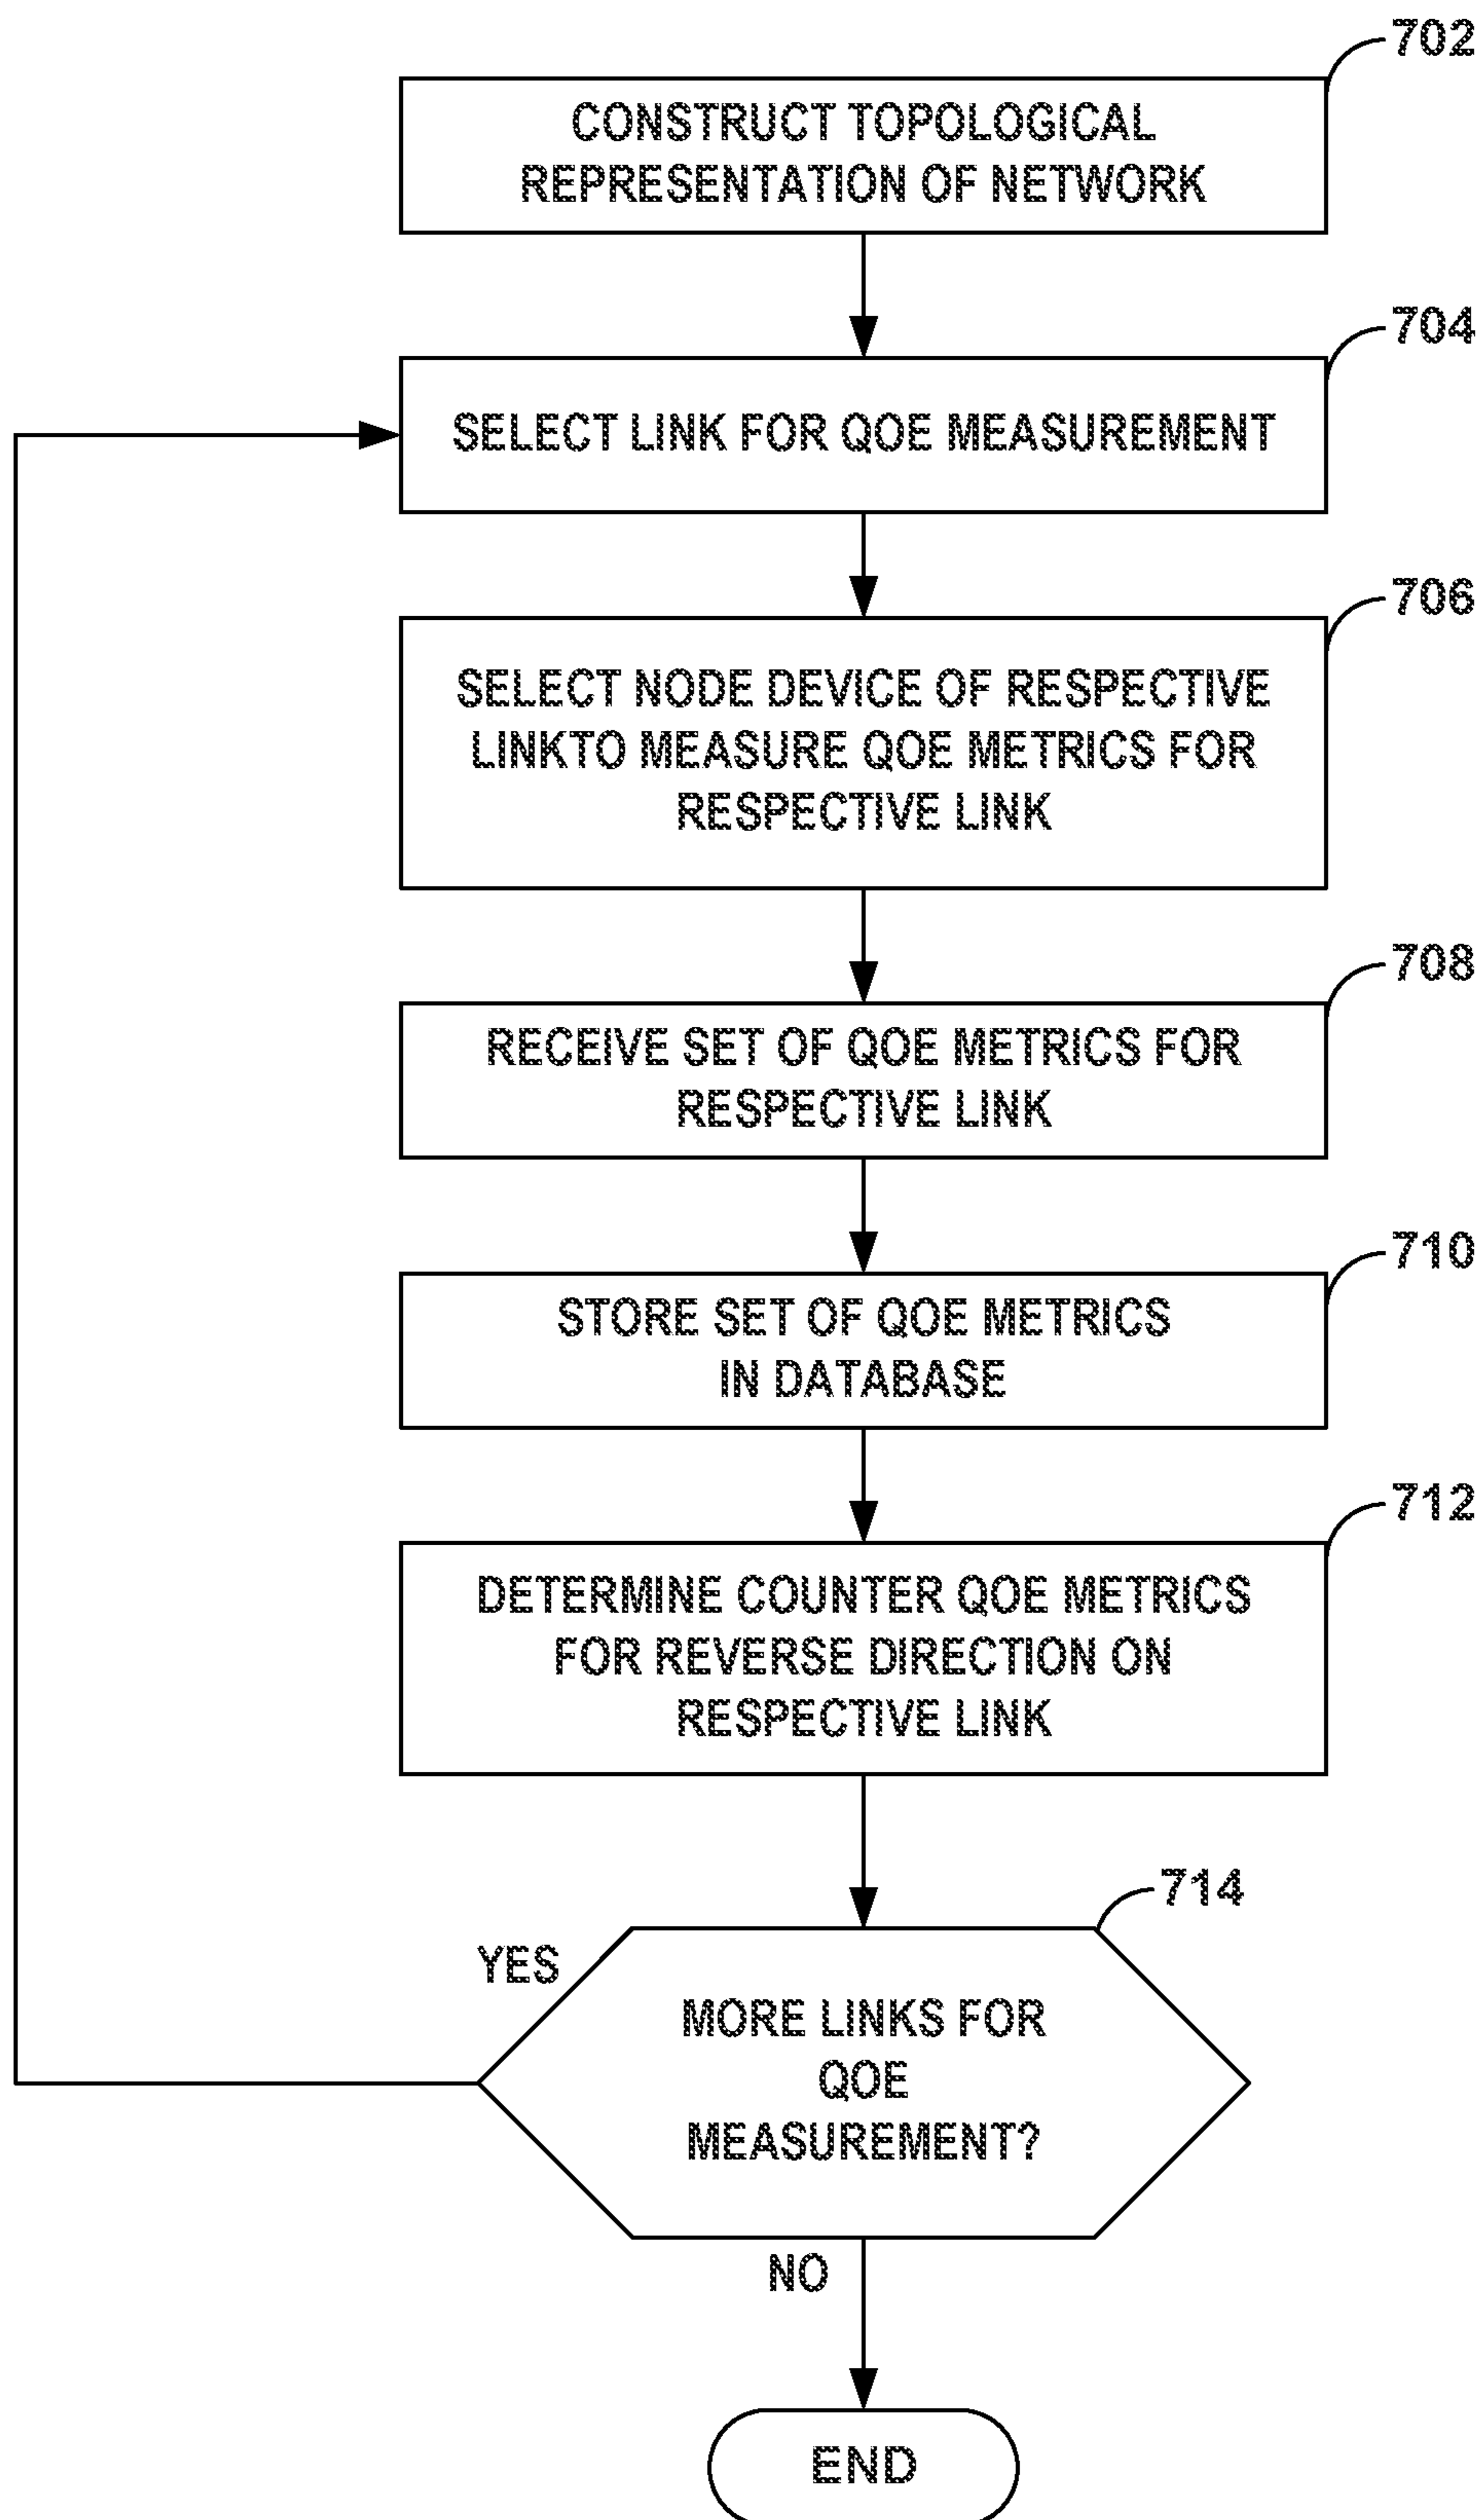 702
CONSTRUCT TOPOLOGICAL
REPRESENTATION OF NETWORK
704
SELECT LINK FOR QOE MEASUREMENT
706
SELECT NODE DEVICE OF RESPECTIVE
LINKTO MEASURE QOE METRICS FOR
RESPECTIVE LINK
708
RECEIVE SET OF QOE METRICS FOR
RESPECTIVE LINK
710
STORE SET OF QOE METRICS
IN DATABASE
712
DETERMINE COUNTER QOE METRICS
FOR REVERSE DIRECTION ON
RESPECTIVE LINK
714
YES
MORE LINKS FOR
QOE
MEASUREMENT?
NO
END